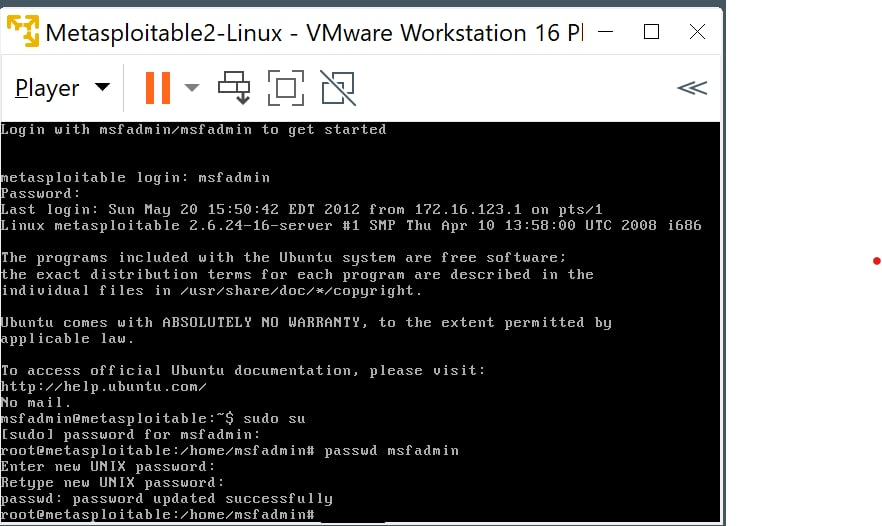 Metasploitable2-Linux - VMware Workstation 16 Pl
Player
Login with msfadmin/msfadmin to get started
metasploitable login: msfadmin
Password:
Last login: Sun May 20 15:50:42 EDT 2012 from 172.16.123.1 on pts/1
Linux metasploitable 2.6.24-16-server #1 SMP Thu Apr 10 13:58:00 UTC 2008 i686
The programs included with the Ubuntu system are free software;
the exact distribution terms for each program are described in the
individual files in /usr/share/doc/*/copyright.
Ubuntu comes with ABSOLUTELY NO WARRANTY, to the extent permitted by
applicable law.
To access official Ubuntu documentation, please visit:
http://help.ubuntu.com/
No mail.
msfadmin@metasploitable:~$ sudo su
[sudo] password for msfadmin:
root@metasploitable:/home/msfadmin# passwd msfadmin
Enter new UNIX password:
Retype new UNIX password:
passwd: password updated successfully
root@metasploitable:/home/msfadmin#